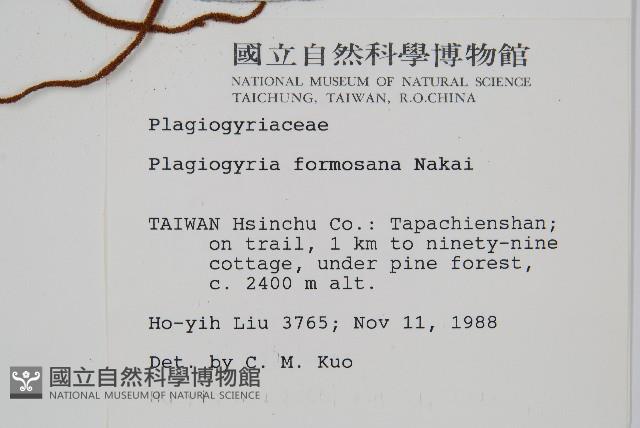 國立自然科學博物館
NATIONAL MUSEUM OF NATURAL SCIENCE
TAICHUNG, TAIWAN, R.O.CHINA
Plagiogyriaceae
Plagiogyria formosana Nakai
TAIWAN Hsinchu Co.: Tapachienshan;
on trail, 1 km to ninety-nine
cottage, under pine forest,
c. 2400 m alt.
Ho-yih Liu 3765; Nov 11, 1988
Det. by C. M. Kuo
國立自然科學博物館
NATIONAL MUSEUM OF NATURAL SCIENCE